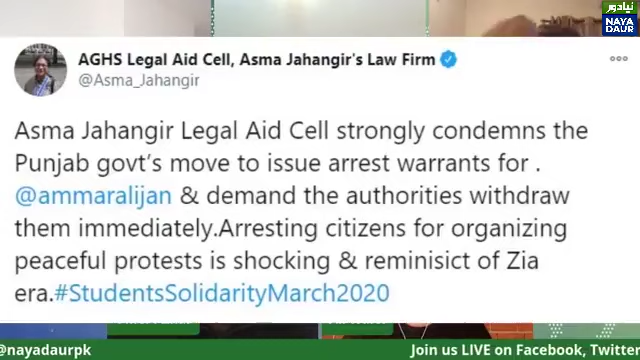 نیادور
NAYA
DAUR
AGHS Legal Aid Cell, Asma Jahangir's Law Firm
@Asma_Jahangir
Asma Jahangir Legal Aid Cell strongly condemns the
Punjab govt's move to issue arrest warrants for .
@ammaralijan & demand the authorities withdraw
them immediately.Arresting citizens for organizing
peaceful protests is shocking & reminisict of Zia
era.#StudentsSolidarityMarch2020
@nayadaurpk
Join us LIVE on Facebook, Twitter